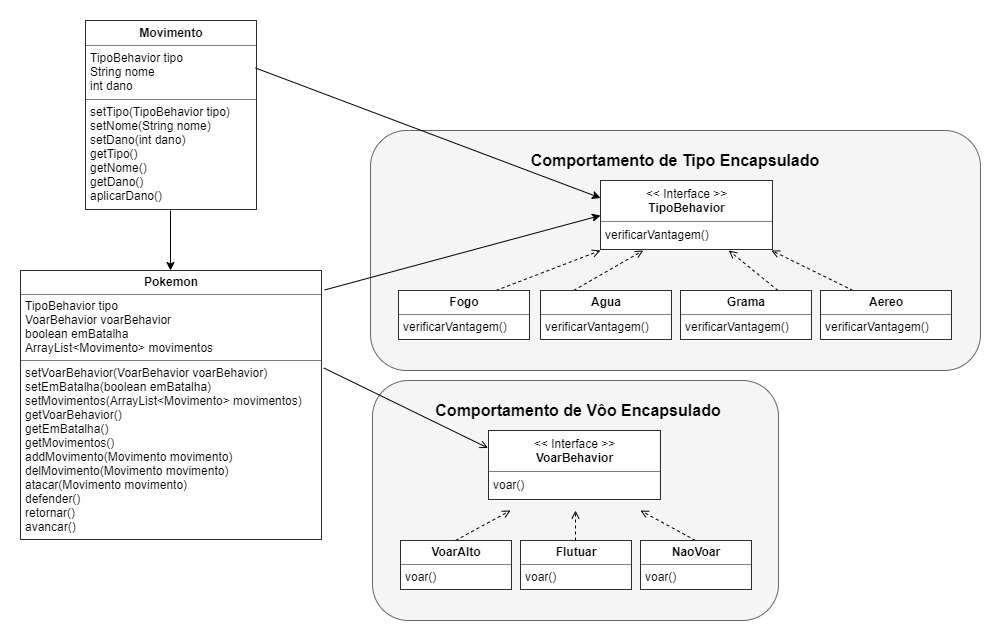 Movimento
TipoBehavior tipo
String nome
int dano
setTipo(TipoBehavior tipo)
setNome(String nome)
setDano(int dano)
getTipo()
getNome()
getDano()
aplicarDano()
Comportamento de Tipo Encapsulado
<< Interface >>
TipoBehavior
verificarVantagem()
Fogo
verificarVantagem()
Agua
verificarVantagem()
Grama
verificarVantagem()
Aereo
verificarVantagem()
Pokemon
TipoBehavior tipo
VoarBehavior voarBehavior
boolean emBatalha
ArrayList<Movimento> movimentos
setVoarBehavior(VoarBehavior voarBehavior)
setEmBatalha(boolean emBatalha)
setMovimentos(ArrayList<Movimento> movimentos)
getVoarBehavior()
getEmBatalha()
getMovimentos()
addMovimento(Movimento movimento)
delMovimento(Movimento movimento)
atacar(Movimento movimento)
defender()
retornar()
avancar()
Comportamento de Vôo Encapsulado
<< Interface >>
VoarBehavior
voar()
VoarAlto
voar()
Flutuar
voar()
NaoVoar
voar()